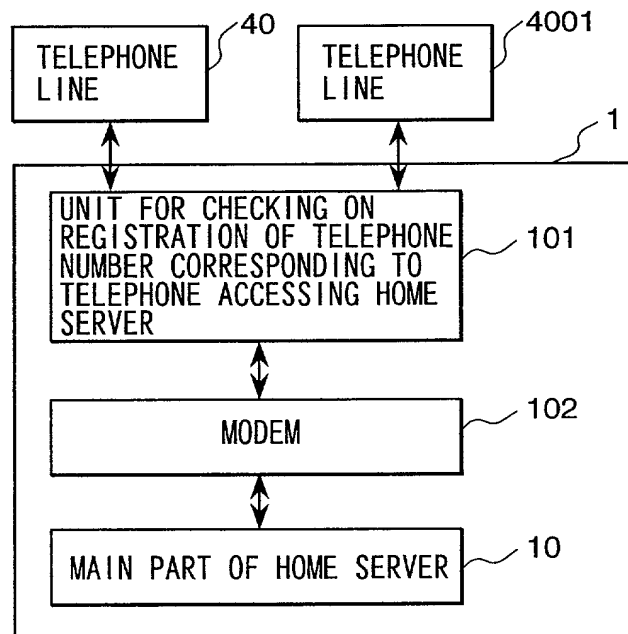 40
4001
TELEPHONE
LINE
TELEPHONE
LINE
1
UNIT FOR CHECKING ON
REGISTRATION OF TELEPHONE
NUMBER CORRESPONDING TO
TELEPHONE ACCESSING HOME
SERVER
101
MODEM
102
MAIN PART OF HOME SERVER
10